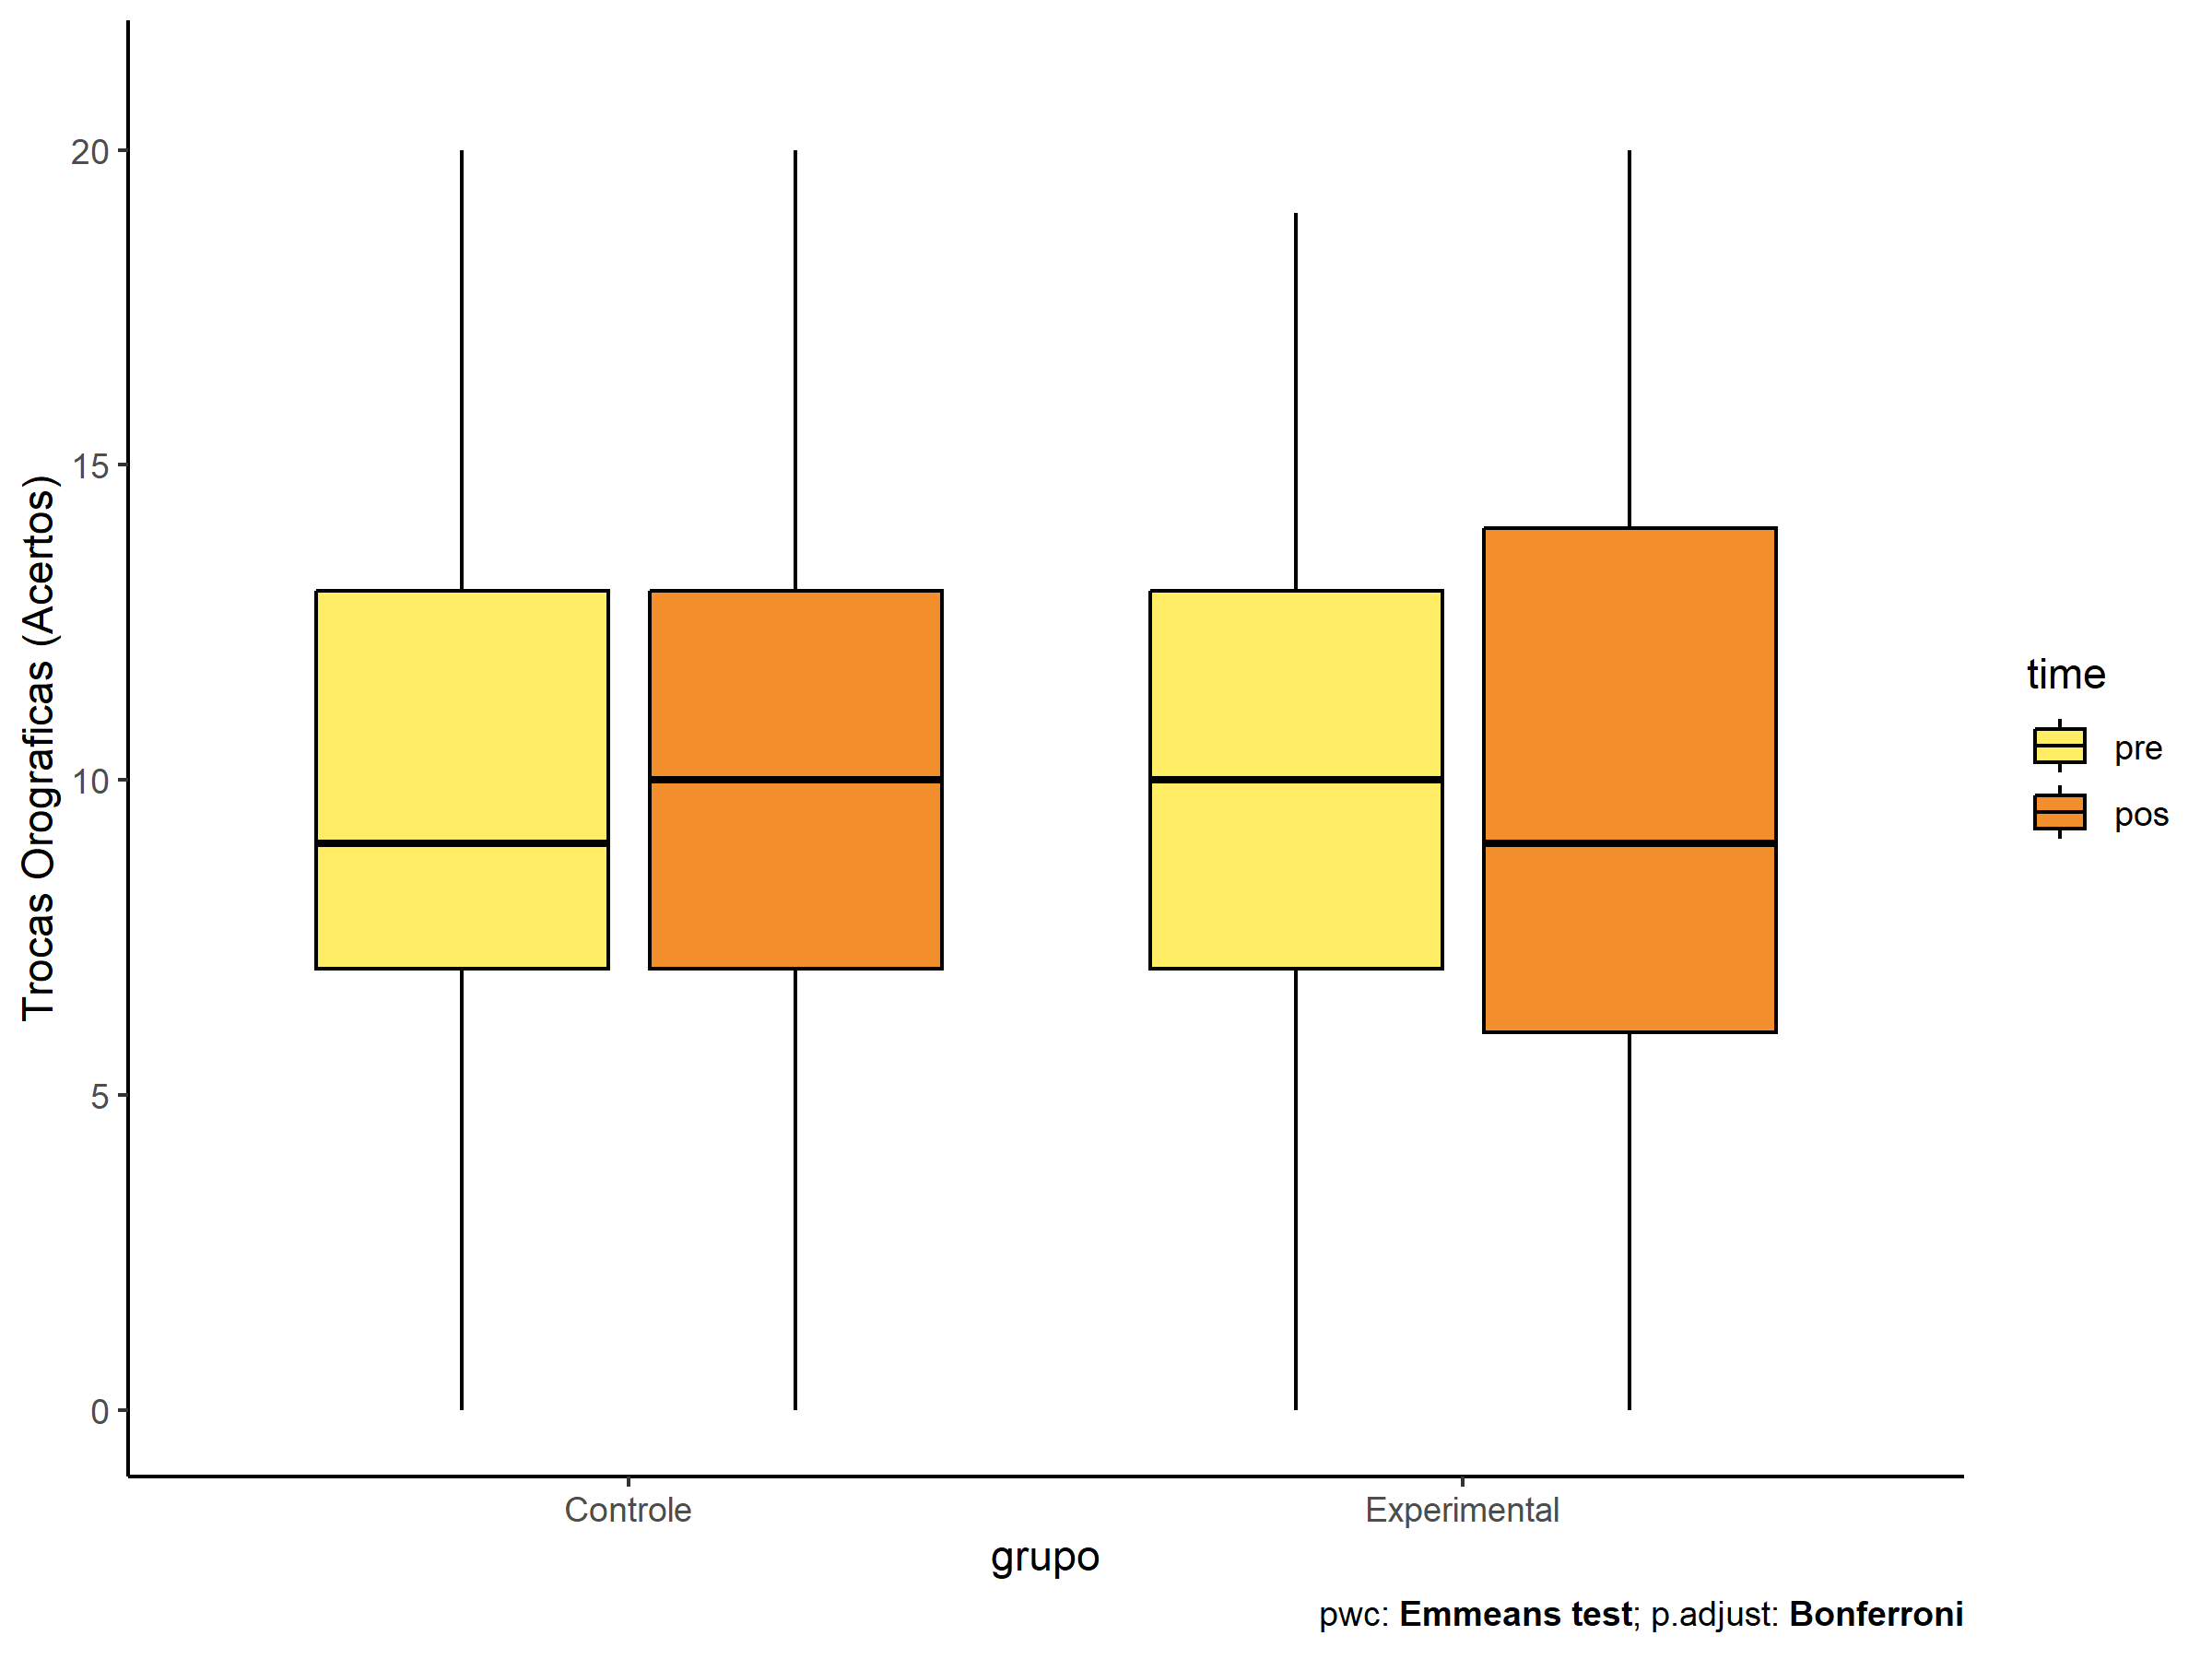 Trocas Orograficas (Acertos)
20
15
10
5
0
Controle
Experimental
grupo
time
pre
pos
pwc: Emmeans test; p.adjust: Bonferroni